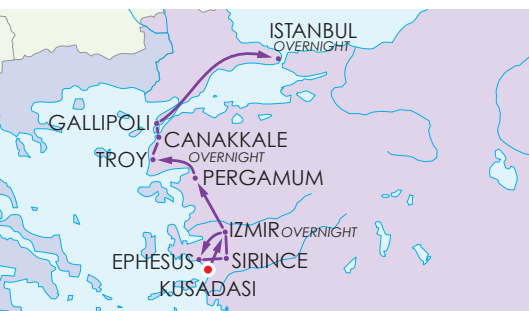 ISTANBUL
OVERNIGHT
GALLIPOLI
CANAKKALE
OVERNIGHT
TROY
PERGAMUM
IZMIR OVERNIGHT
EPHESUS
SIRINCE
KUSADASI